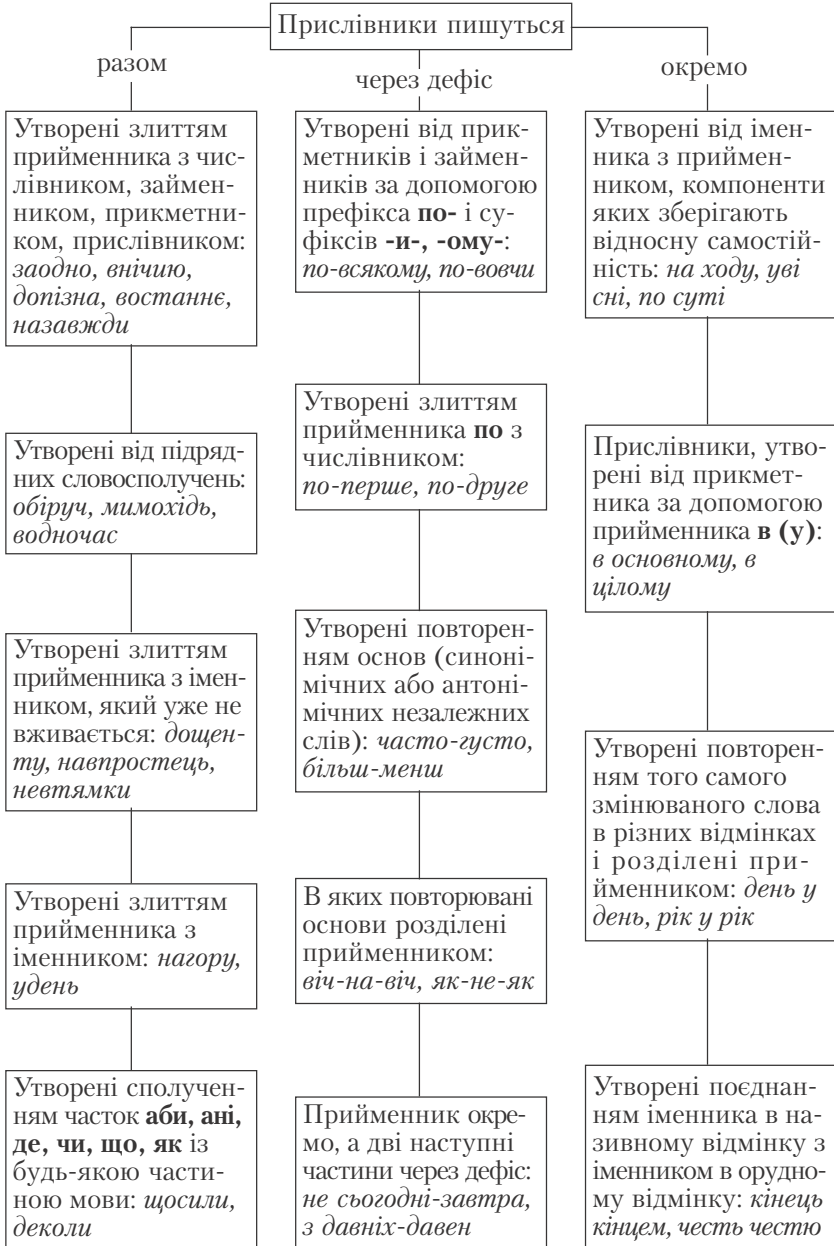 Прислівники пишуться
разом
Утворені злиттям
прийменника з чис-
лівником, займен-
ником, прикметни-
ком, прислівником:
заодно, внічию,
допізна, востаннє,
назавжди
Утворені від підряд-
них словосполучень:
обіруч, мимохідь,
водночас
Утворені злиттям
прийменника з імен-
ником, який уже не
вживається: дощен-
ту, навпростець,
невтямки
Утворені злиттям
прийменника з
іменником: нагору,
удень
Утворені сполучен-
ням часток аби, ані,
де, чи, що, як із
будь-якою части-
ною мови: щосили,
деколи
через дефіс
Утворені від прик-
метників і займен-
ників за допомогою
префікса по- і су-
фіксів -и-, -ому-:
по-всякому, по-вовчи
Утворені злиттям
прийменника по з
числівником:
по-перше, по-друге
Утворені повторен-
ням основ (синоні-
мічних або антоні-
мічних незалежних
слів): часто-густо,
більш-менш
В яких повторювані
основи розділені
прийменником:
віч-на-віч, як-не-як
Прийменник окре-
мо, а дві наступні
частини через дефіс:
не сьогодні-завтра,
з давніх-давен
окремо
Утворені від імен-
ника з приймен-
ником, компоненти
яких зберігають
відносну самостій-
ність: на ходу, уві
сні, по суті
Прислівники, утво-
рені від прикмет-
ника за допомогою
прийменника в (у):
в основному, в
цілому
Утворені повторен-
ням того самого
змінюваного слова
в різних відмінках
і розділені при-
йменником: день у
день, рік у рік
Утворені поєднан-
ням іменника в на-
зивному відмінку з
іменником в орудно-
му відмінку: кінець
кінцем, честь честю